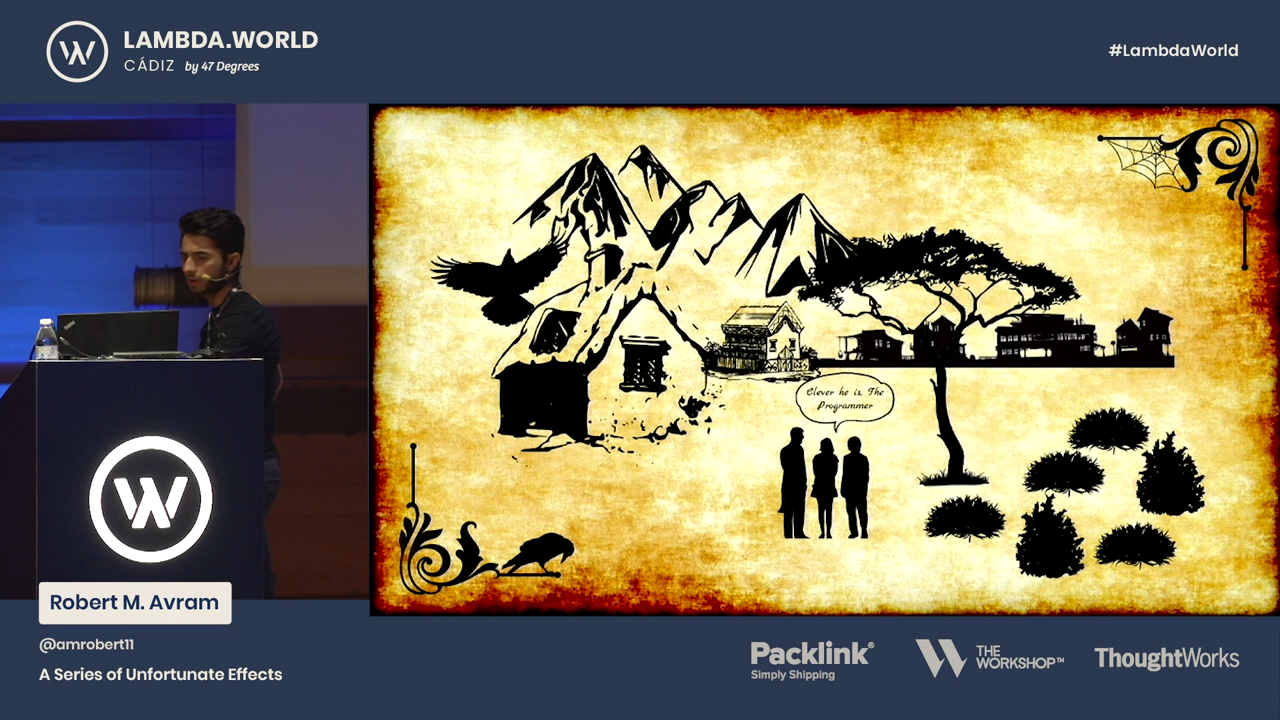 LAMBDA.WORLD
CÁDIZ by 47 Degrees
#LambdaWorld
Clever he is, The
Programmer
Robert M. Avram
@amrobert11
A Series of Unfortunate Effects
Packlink®
Simply Shipping
THE
WORKSHOP™
ThoughtWorks